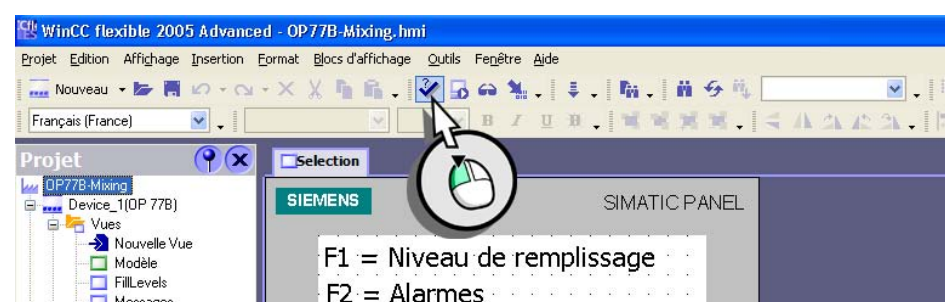 WinCC flexible 2005 Advanced - OP77B-Mixing.hmi
Projet Edition Affichage Insertion Format Blocs d'affichage Outils Fenêtre Aide
Nouveau
Français (France)
B I U
Projet
Selection
OP77B-Mixing
Device_1(OP 77B)
Vues
Nouvelle Vue
Modèle
FillLevels
Messages
SIEMENS
SIMATIC PANEL
F1 = Niveau de remplissage
F2 = Alarmes